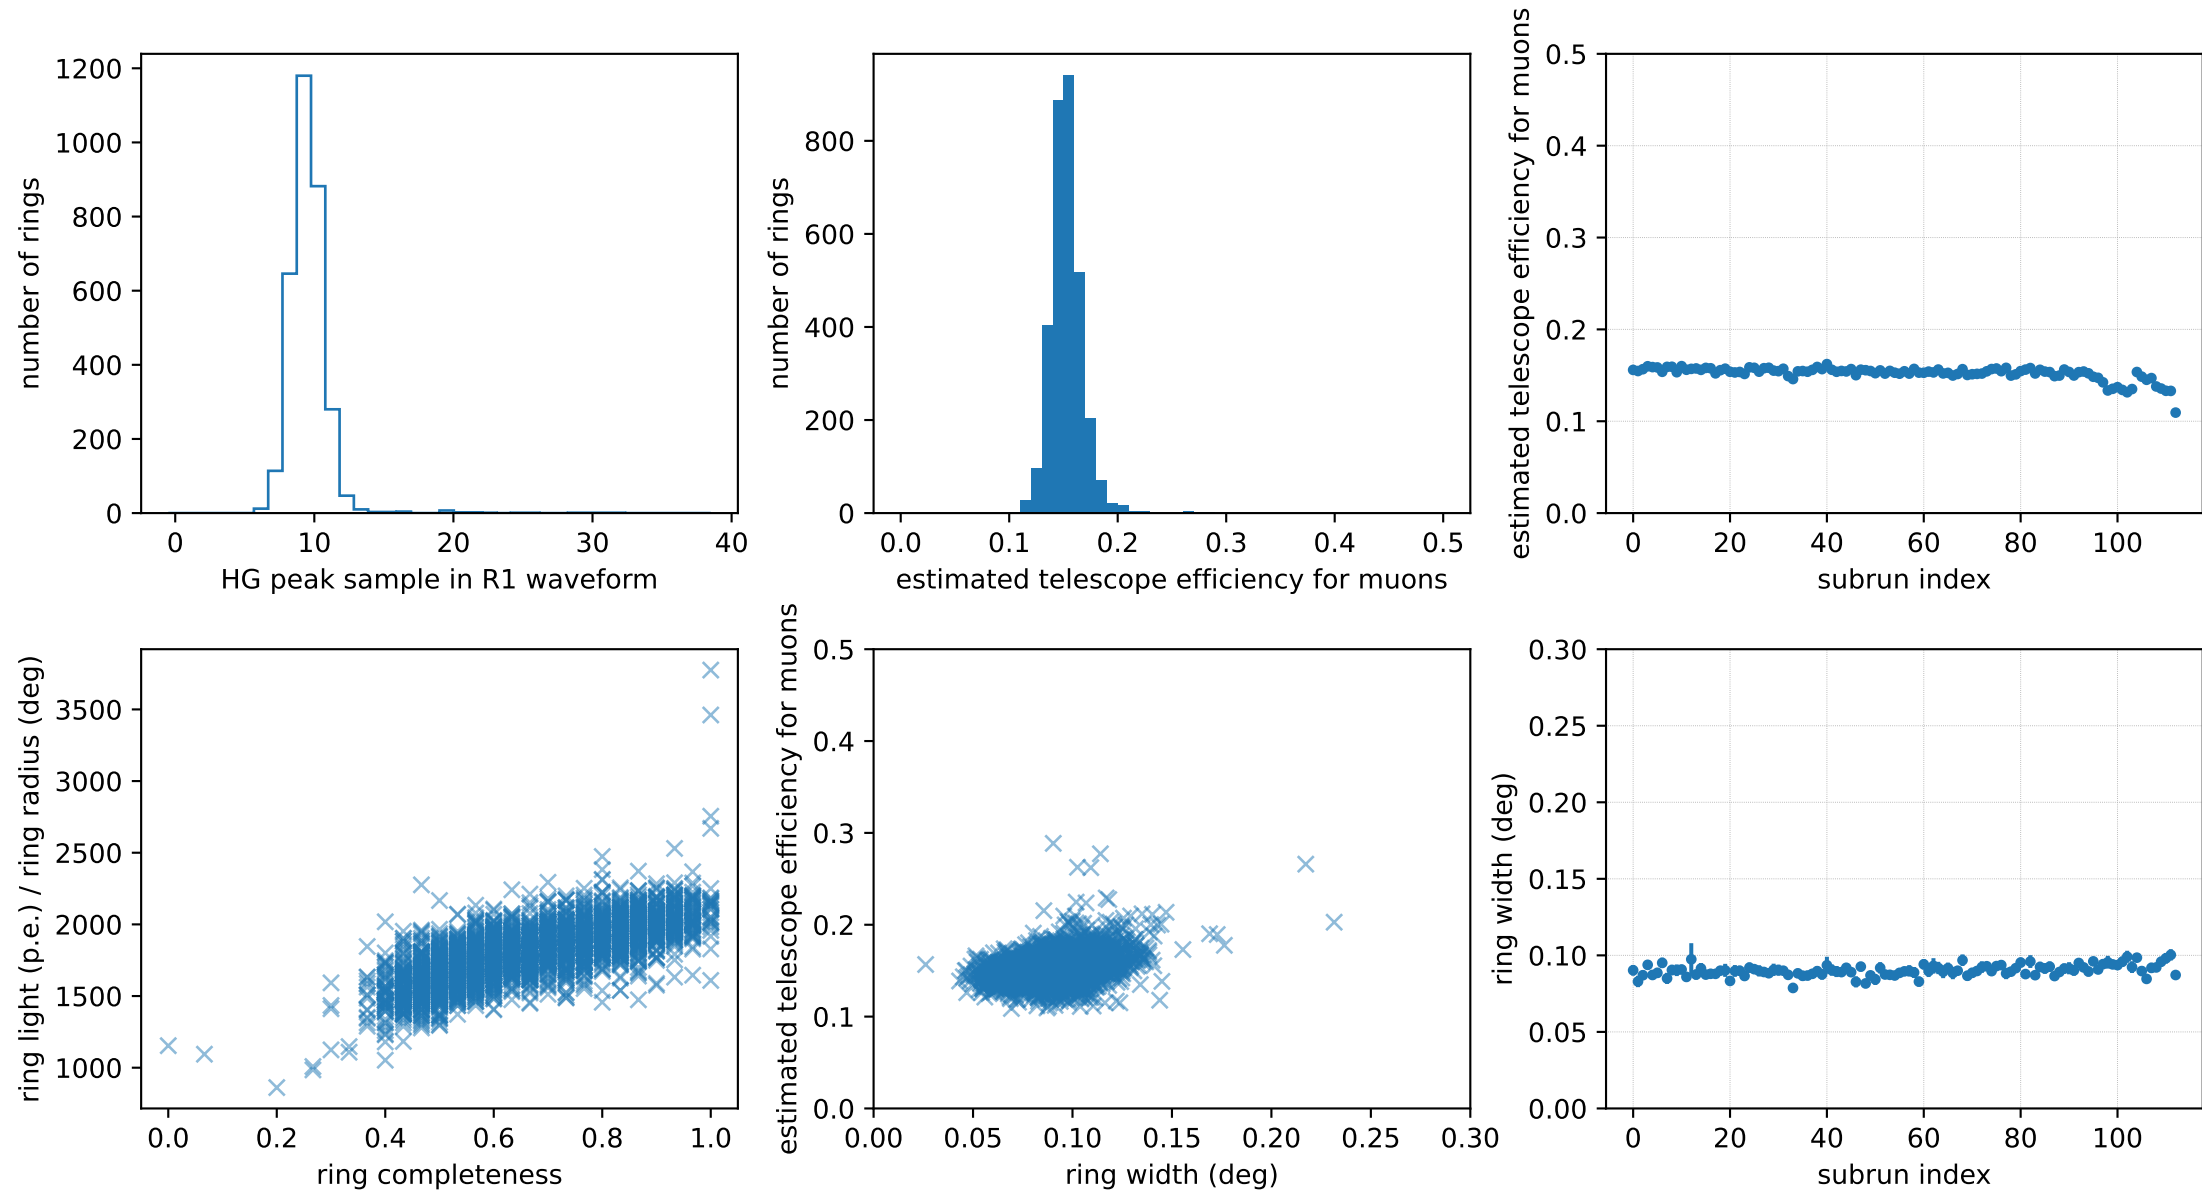 number of rings
1200
1000
800
600
400
200
0
0 10 20 30 40
HG peak sample in R1 waveform
number of rings
800
600
400
200
0
0.0 0.1 0.2 0.3 0.4 0.5
estimated telescope efficiency for muons
estimated telescope efficiency for muons
0.5
0.4
0.3
0.2
0.1
0.0
0 20 40 60 80 100
subrun index
ring light (p.e.) / ring radius (deg)
3500
3000
2500
2000
1500
1000
0.0 0.2 0.4 0.6 0.8 1.0
ring completeness
estimated telescope efficiency for muons
0.5
0.4
0.3
0.2
0.1
0.0
0.00 0.05 0.10 0.15 0.20 0.25 0.30
ring width (deg)
ring width (deg)
0.30
0.25
0.20
0.15
0.10
0.05
0.00
0 20 40 60 80 100
subrun index